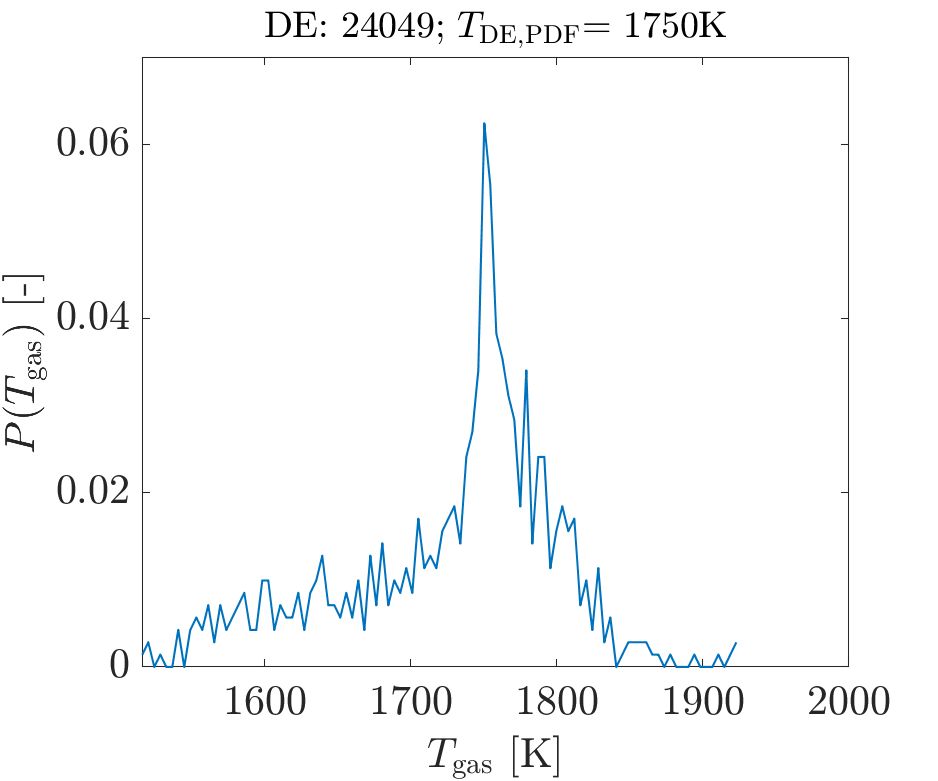 DE: 24049; T_DE,PDF= 1750K
0.06
0.04
0.02
0
P(T_gas) [-]
1600 1700 1800 1900 2000
T_gas [K]